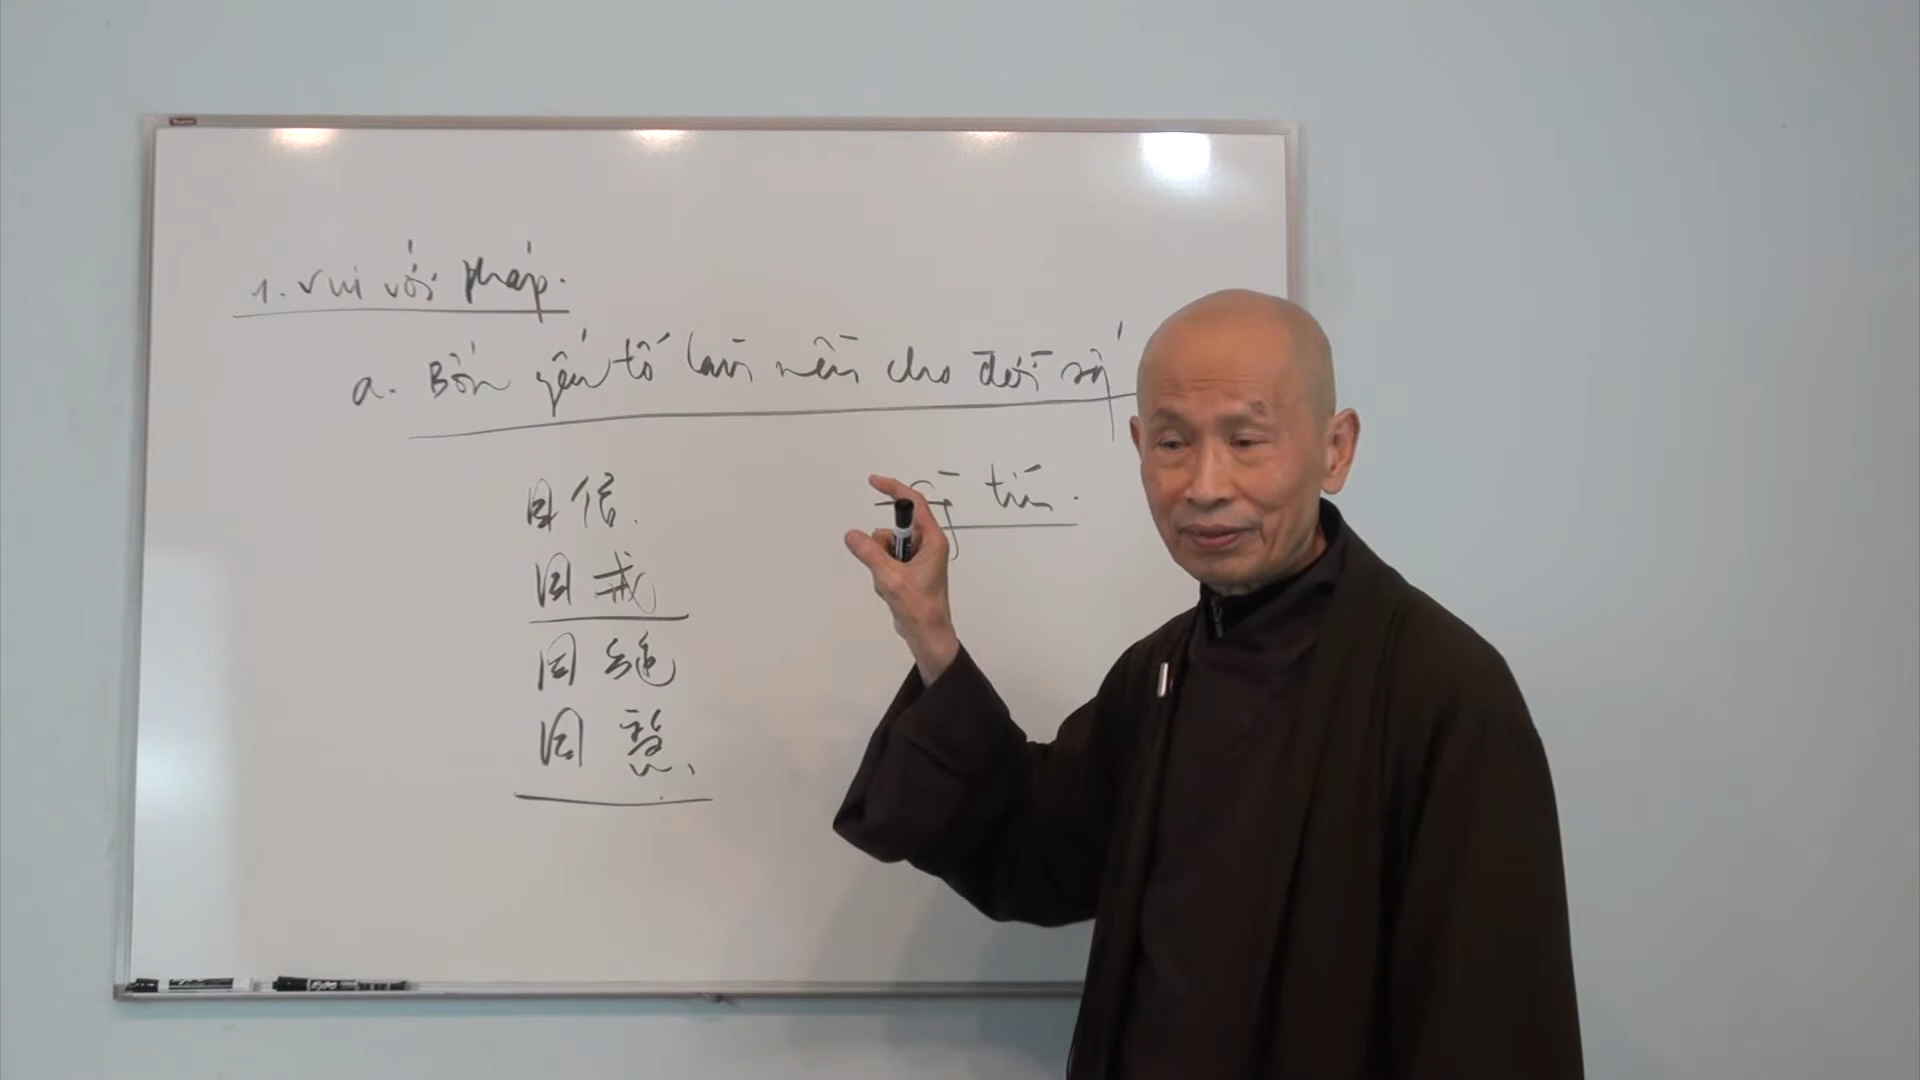 1. Vui với pháp.
a. Bốn yếu tố làm nền cho đời số
同信.
同戒
同施
同慧.
tín.